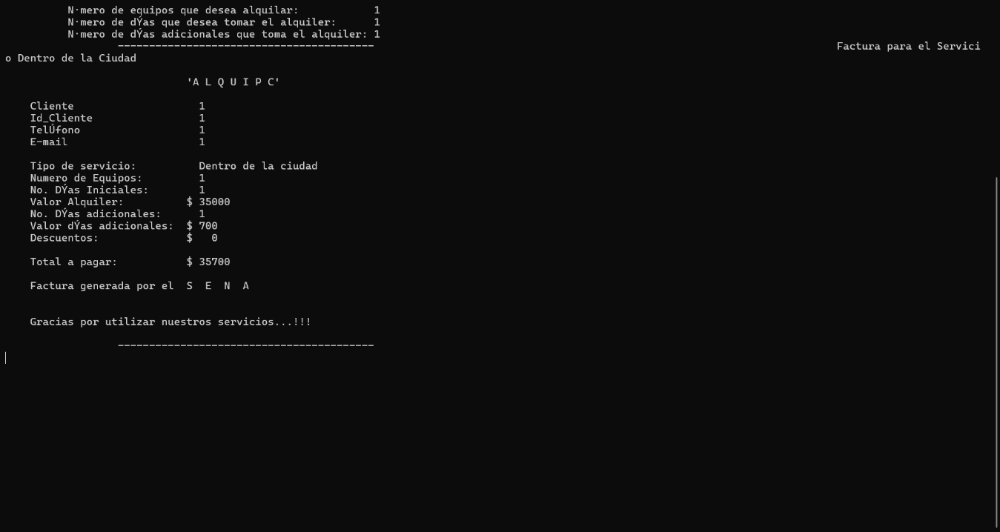 N·mero de equipos que desea alquilar: 1
N·mero de dÝas que desea tomar el alquiler: 1
N·mero de dÝas adicionales que toma el alquiler: 1
----------------------------------------- Factura para el Servici
o Dentro de la Ciudad
'A L Q U I P C'
Cliente 1
Id_Cliente 1
TelÚfono 1
E-mail 1
Tipo de servicio: Dentro de la ciudad
Numero de Equipos: 1
No. DÝas Iniciales: 1
Valor Alquiler: $ 35000
No. DÝas adicionales: 1
Valor dÝas adicionales: $ 700
Descuentos: $ 0
Total a pagar: $ 35700
Factura generada por el S E N A
Gracias por utilizar nuestros servicios...!!!
-----------------------------------------